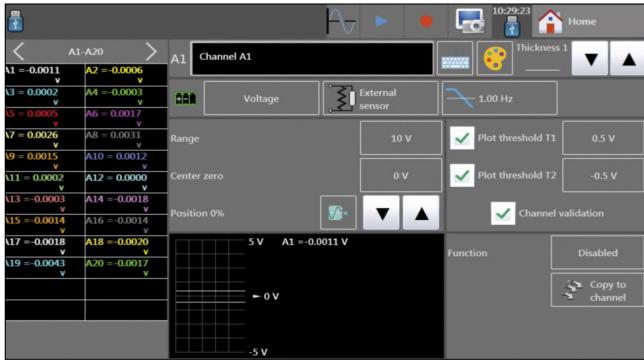 10:29:23
Home
A1-A20
A1 Channel A1
Thickness 1
A1 =-0.0011 V A2 =-0.0006 V
A3 = 0.0002 V A4 =-0.0003 V
A5 = 0.0005 V A6 = 0.0017 V
A7 = 0.0026 V A8 = 0.0031 V
A9 = 0.0015 V A10 = 0.0012 V
A11 = 0.0002 V A12 = 0.0000 V
A13 =-0.0003 V A14 =-0.0018 V
A15 =-0.0014 V A16 =-0.0014 V
A17 =-0.0018 V A18 =-0.0020 V
A19 =-0.0043 V A20 =-0.0017 V
Voltage
External
sensor
1.00 Hz
Range 10 V
Center zero 0 V
Position 0%
Plot threshold T1 0.5 V
Plot threshold T2 -0.5 V
Channel validation
5 V A1 =-0.0011 V
0 V
-5 V
Function Disabled
Copy to
channel